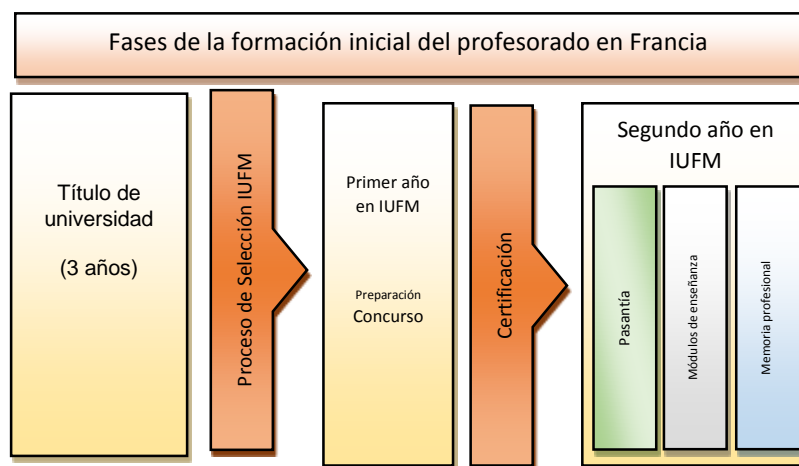 Fases de la formación inicial del profesorado en Francia
Título de
universidad
(3 años)
Proceso de Selección IUFM
Primer año
en IUFM
Preparación
Concurso
Certificación
Segundo año en
IUFM
Pasantía
Módulos de enseñanza
Memoria profesional